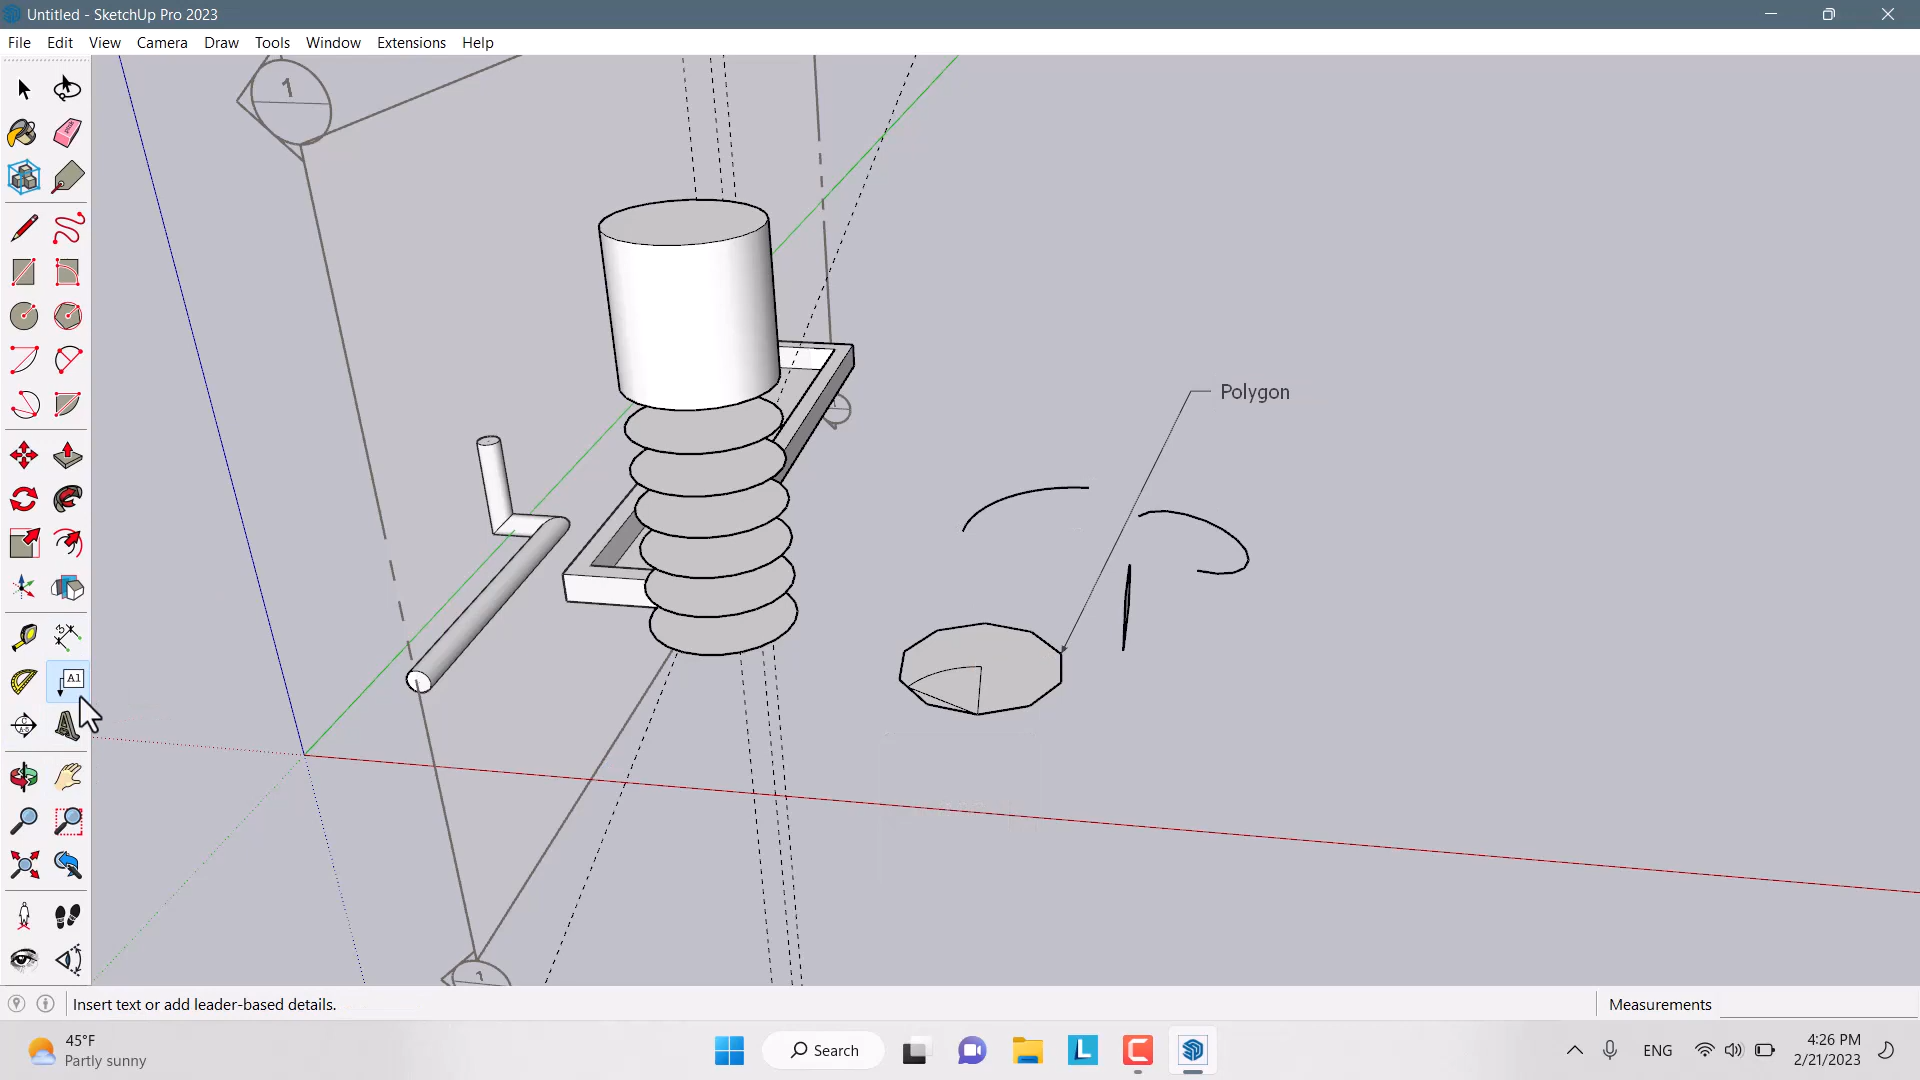 Untitled - SketchUp Pro 2023
File Edit View Camera Draw Tools Window Extensions Help
1
Polygon
A1
1
Insert text or add leader-based details.
Measurements
45°F
Partly sunny
Search
L
C
ENG
4:26 PM
2/21/2023